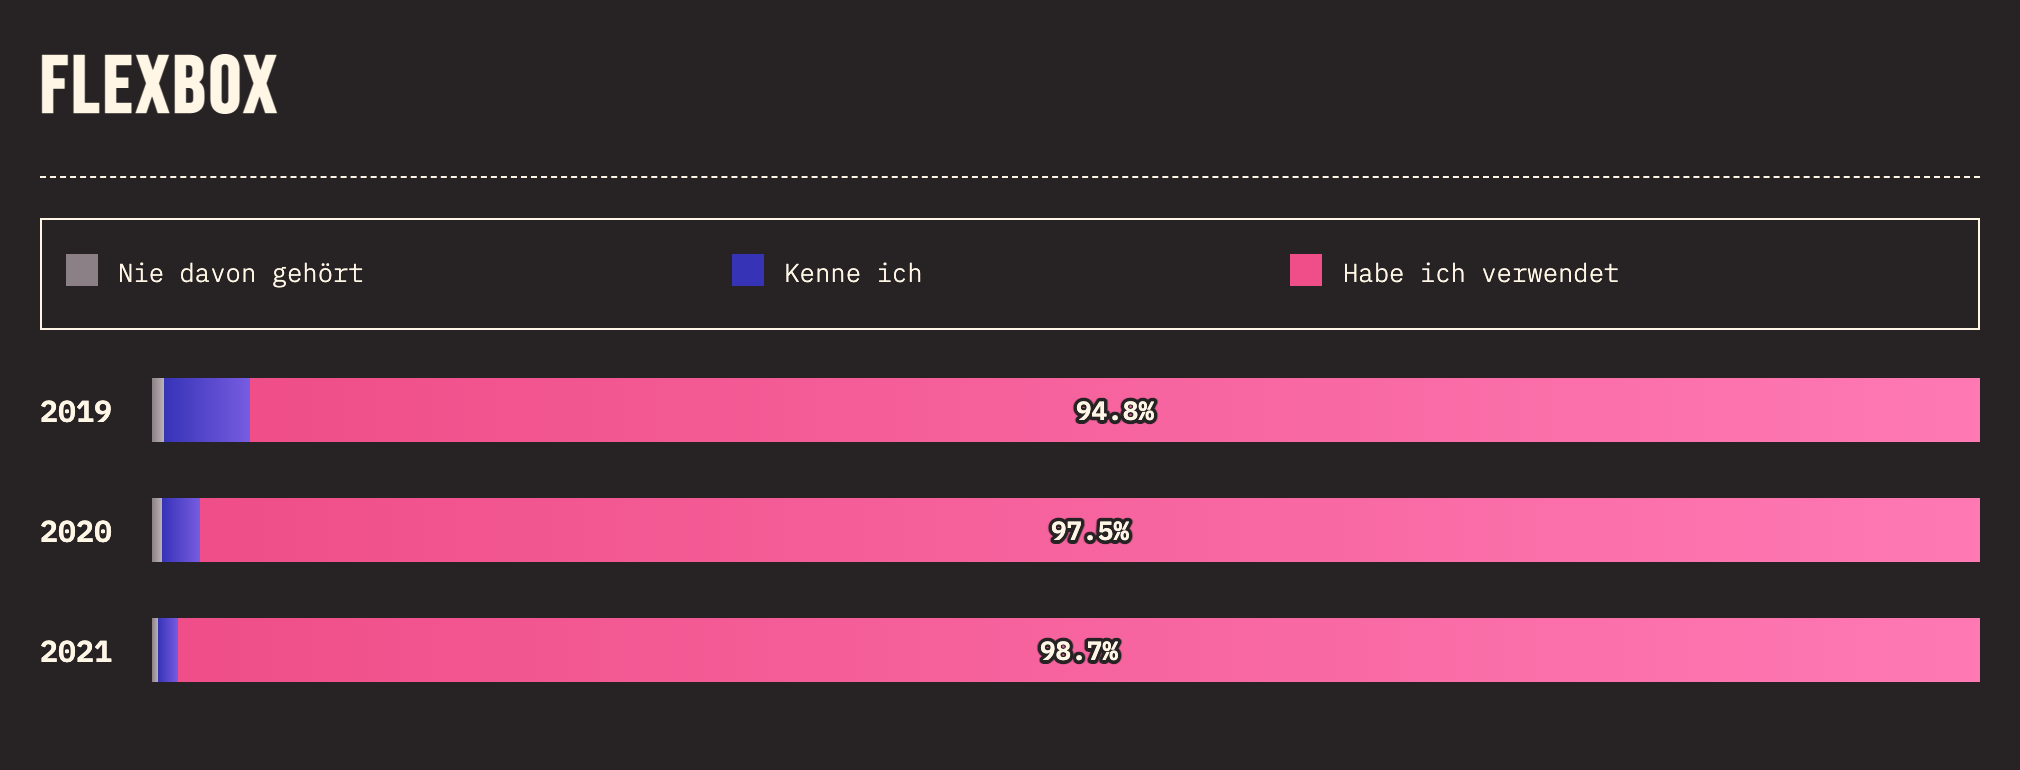 FLEXBOX
Nie davon gehört Kenne ich Habe ich verwendet
2019 94.8%
2020 97.5%
2021 98.7%